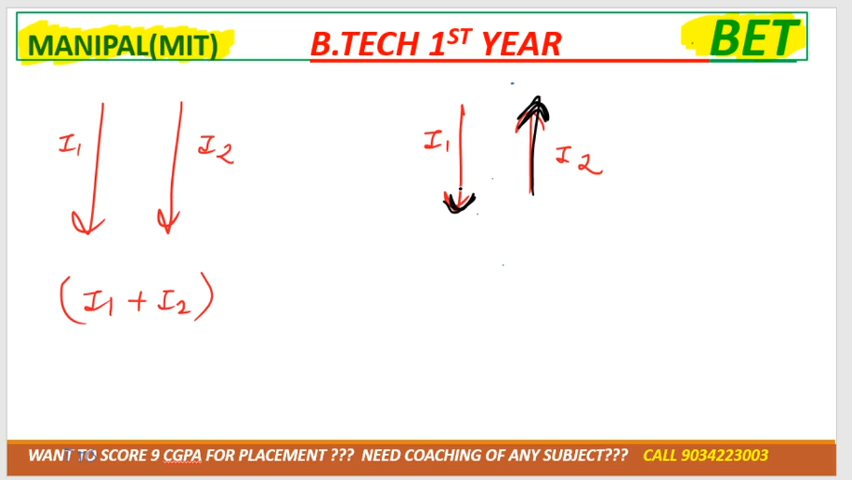 MANIPAL(MIT) B.TECH 1ST YEAR BET
I1 I2 I1 I2
(I1 + I2)
WANT TO SCORE 9 CGPA FOR PLACEMENT ??? NEED COACHING OF ANY SUBJECT??? CALL 9034223003